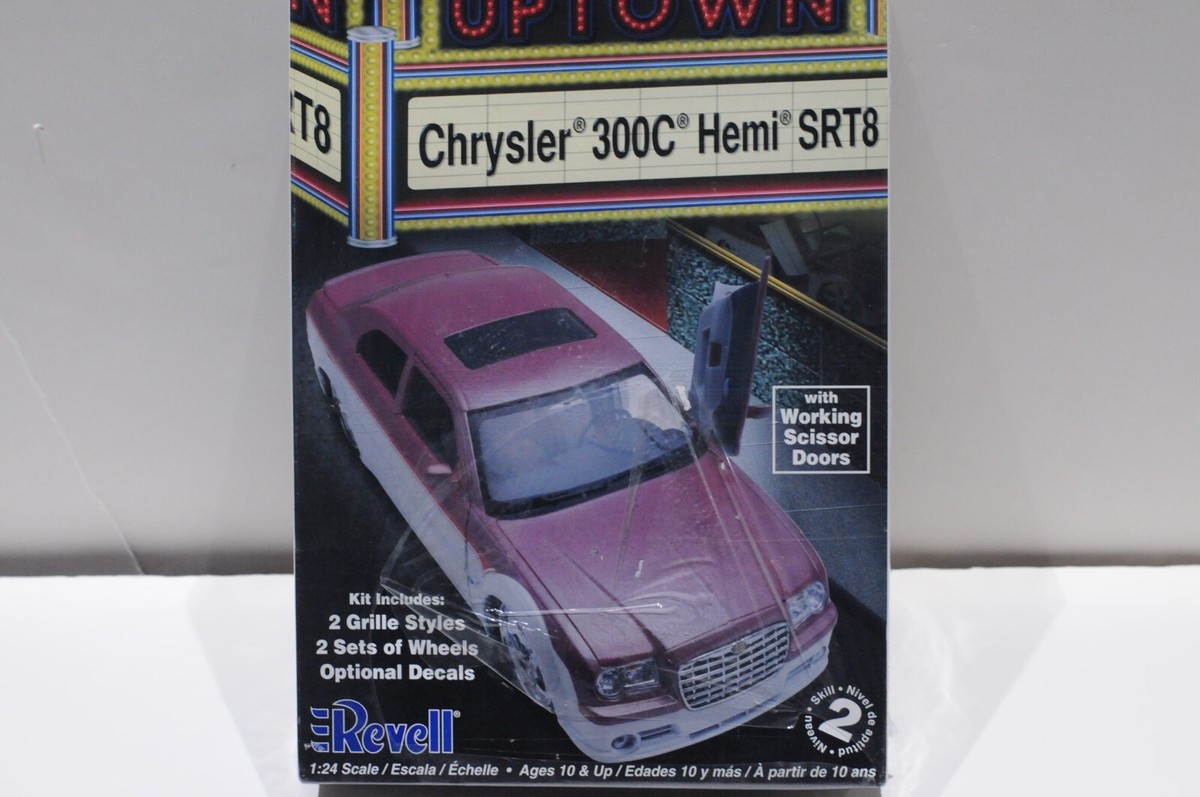 N UPTOWN
RT8
Chrysler® 300C® Hemi® SRT8
with
Working
Scissor
Doors
Kit Includes:
2 Grille Styles
2 Sets of Wheels
Optional Decals
Revell®
Skill • Nivel de aptitud • Niveau •
2
1:24 Scale / Escala / Échelle • Ages 10 & Up / Edades 10 y más / À partir de 10 ans